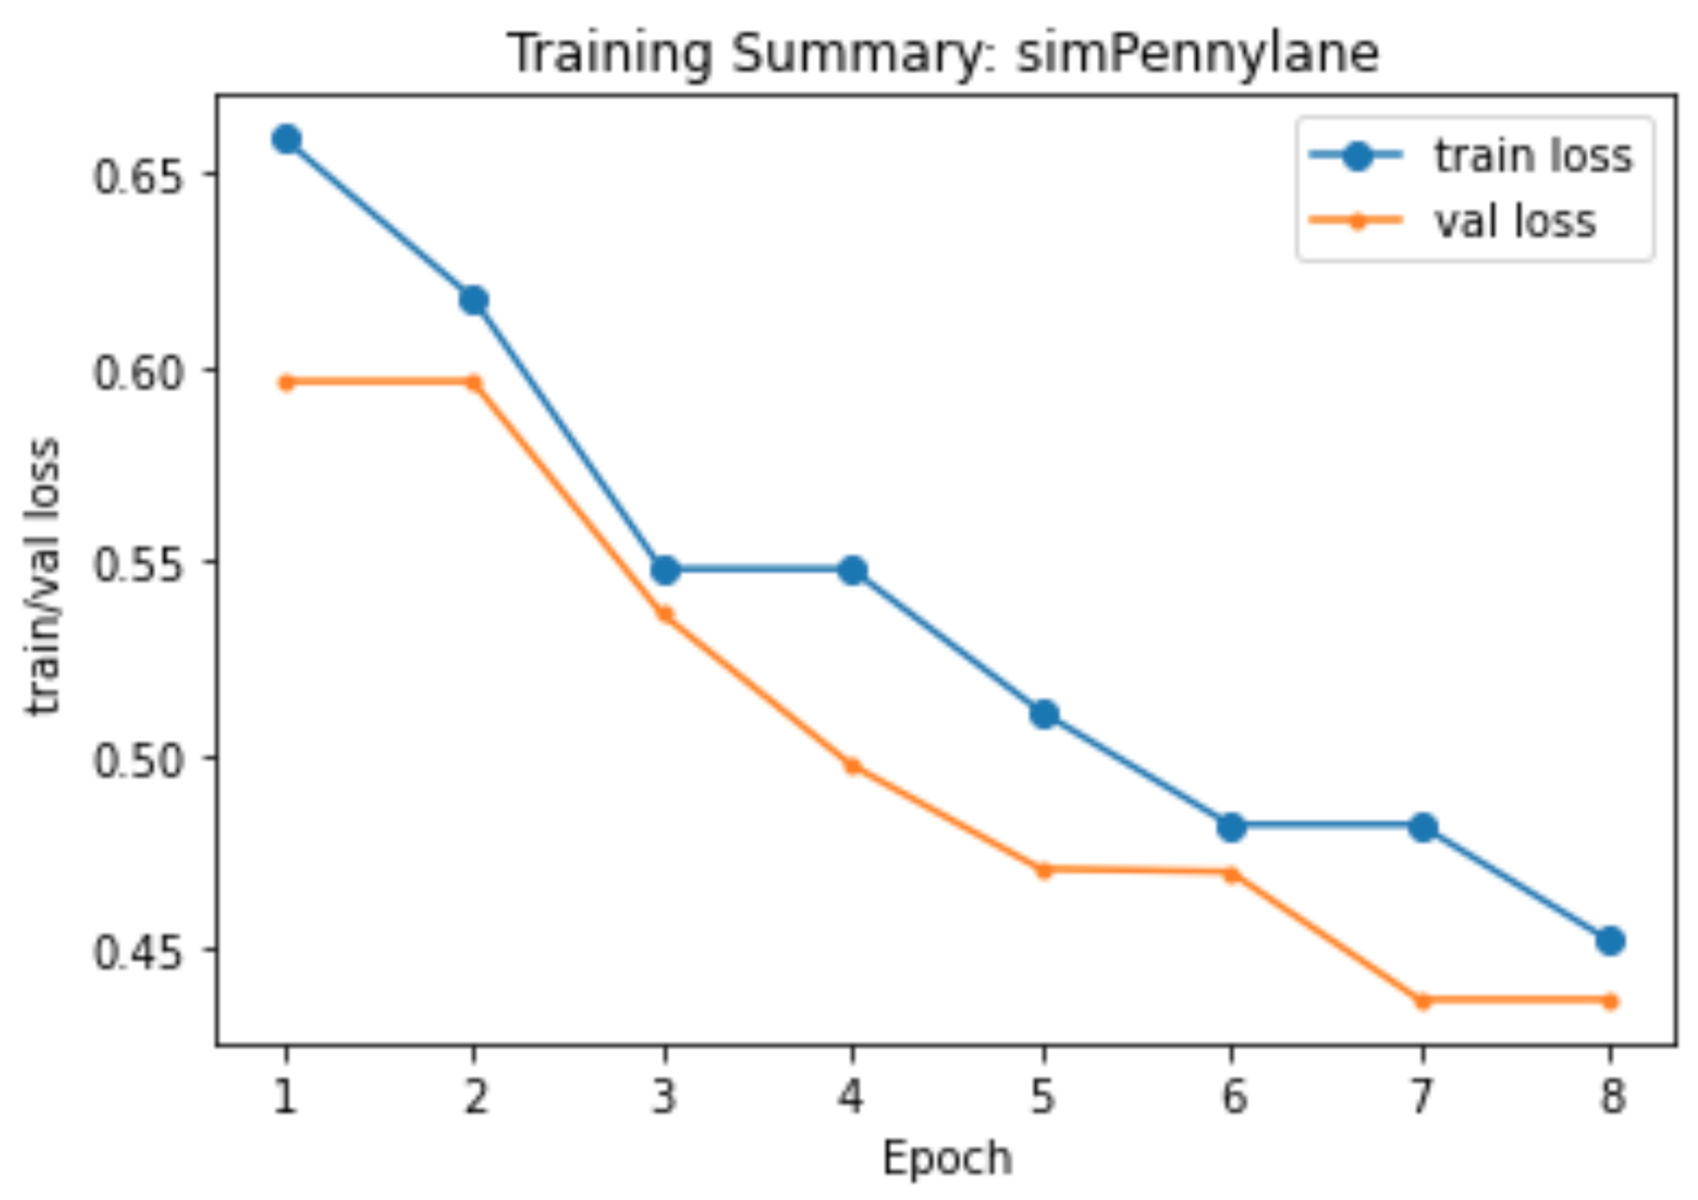 Training Summary: simPennylane
train loss
val loss
0.65
0.60
0.55
0.50
0.45
train/val loss
1 2 3 4 5 6 7 8
Epoch